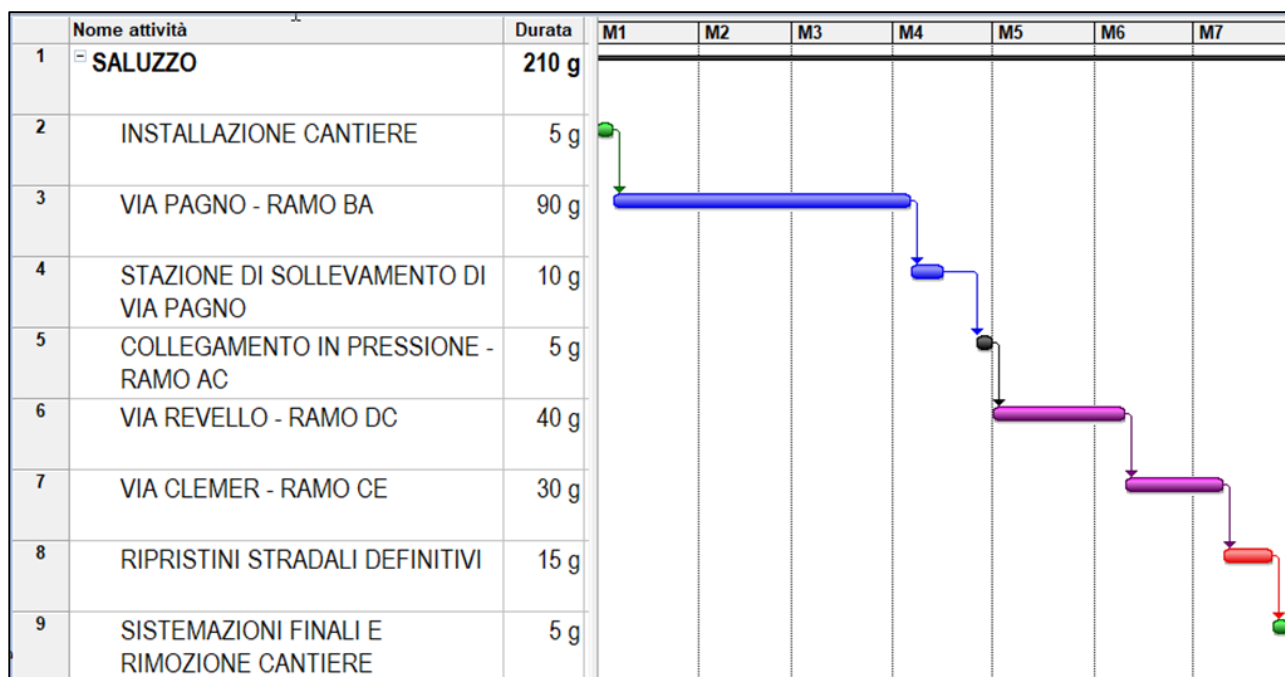 Nome attività Durata M1 M2 M3 M4 M5 M6 M7
1 SALUZZO 210 g
2 INSTALLAZIONE CANTIERE 5 g
3 VIA PAGNO - RAMO BA 90 g
4 STAZIONE DI SOLLEVAMENTO DI 10 g
VIA PAGNO
5 COLLEGAMENTO IN PRESSIONE - 5 g
RAMO AC
6 VIA REVELLO - RAMO DC 40 g
7 VIA CLEMER - RAMO CE 30 g
8 RIPRISTINI STRADALI DEFINITIVI 15 g
9 SISTEMAZIONI FINALI E 5 g
RIMOZIONE CANTIERE